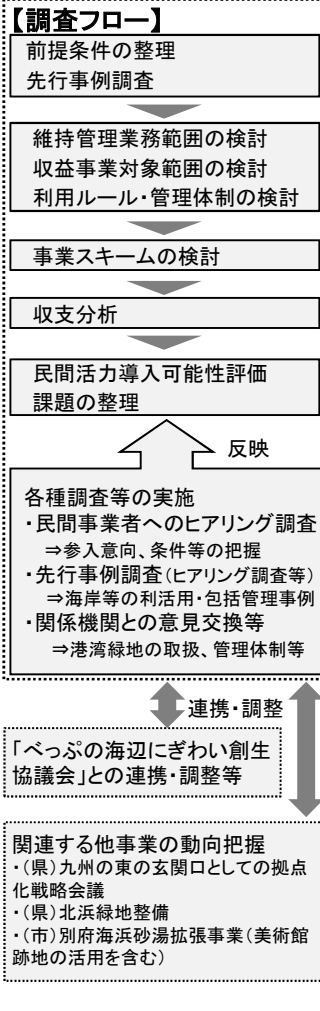 【調査フロー】
前提条件の整理
先行事例調査
維持管理業務範囲の検討
収益事業対象範囲の検討
利用ルール・管理体制の検討
事業スキームの検討
収支分析
民間活力導入可能性評価
課題の整理
反映
各種調査等の実施
・民間事業者へのヒアリング調査
⇒参入意向、条件等の把握
・先行事例調査(ヒアリング調査等)
⇒海岸等の利活用・包括管理事例
・関係機関との意見交換等
⇒港湾緑地の取扱、管理体制等
連携・調整
「べっぷの海辺にぎわい創生
協議会」との連携・調整等
関連する他事業の動向把握
・(県)九州の東の玄関口としての拠点
化戦略会議
・(県)北浜緑地整備
・(市)別府海浜砂湯拡張事業(美術館
跡地の活用を含む)